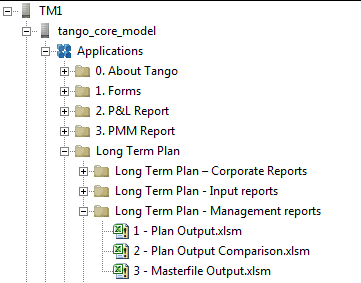 TM1
tango_core_model
Applications
0. About Tango
1. Forms
2. P&L Report
3. PMM Report
Long Term Plan
Long Term Plan – Corporate Reports
Long Term Plan - Input reports
Long Term Plan - Management reports
1 - Plan Output.xlsm
2 - Plan Output Comparison.xlsm
3 - Masterfile Output.xlsm